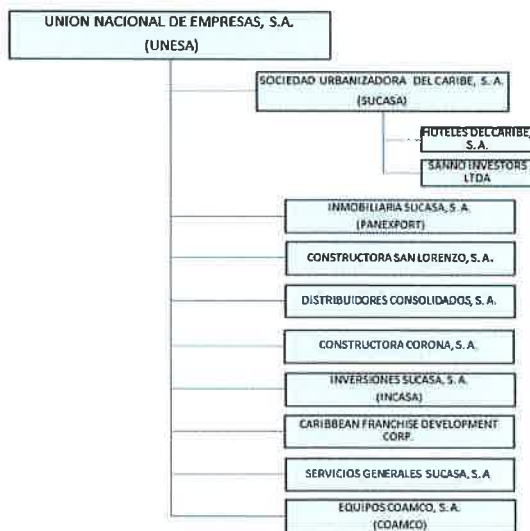 UNION NACIONAL DE EMPRESAS, S.A.
(UNESA)
SOCIEDAD URBANIZADORA DEL CARIBE, S. A.
(SUCASA)
HOTELES DEL CARIBE,
S. A.
SANNO INVESTORS
LTDA
INMOBILIARIA SUCASA, S. A.
(PANEXPORT)
CONSTRUCTORA SAN LORENZO, S. A.
DISTRIBUIDORES CONSOLIDADOS, S. A.
CONSTRUCTORA CORONA, S. A.
INVERSIONES SUCASA, S. A.
(INCASA)
CARIBBEAN FRANCHISE DEVELOPMENT
CORP.
SERVICIOS GENERALES SUCASA, S. A
EQUIPOS COAMCO, S. A.
(COAMCO)